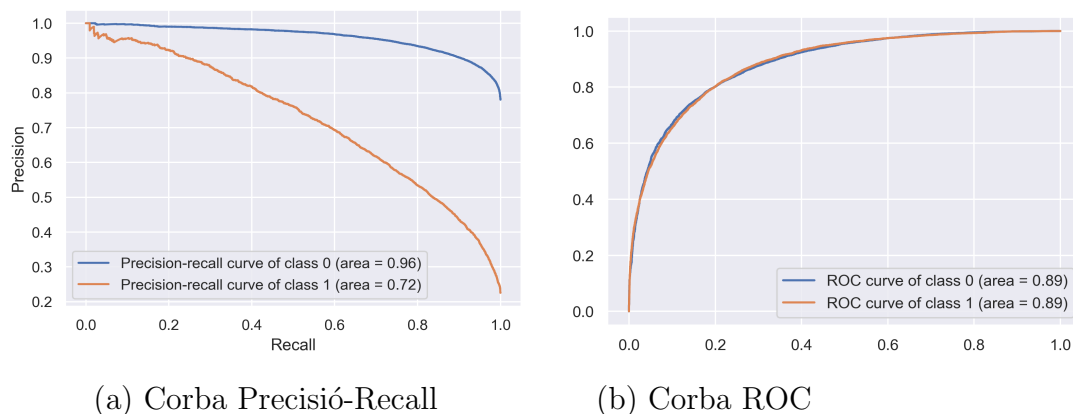 1.0
0.9
0.8
0.7
0.6
0.5
0.4
0.3
0.2
Precision
Precision-recall curve of class 0 (area = 0.96)
Precision-recall curve of class 1 (area = 0.72)
0.0 0.2 0.4 0.6 0.8 1.0
Recall
(a) Corba Precisió-Recall
1.0
0.8
0.6
0.4
0.2
0.0
ROC curve of class 0 (area = 0.89)
ROC curve of class 1 (area = 0.89)
0.0 0.2 0.4 0.6 0.8 1.0
(b) Corba ROC